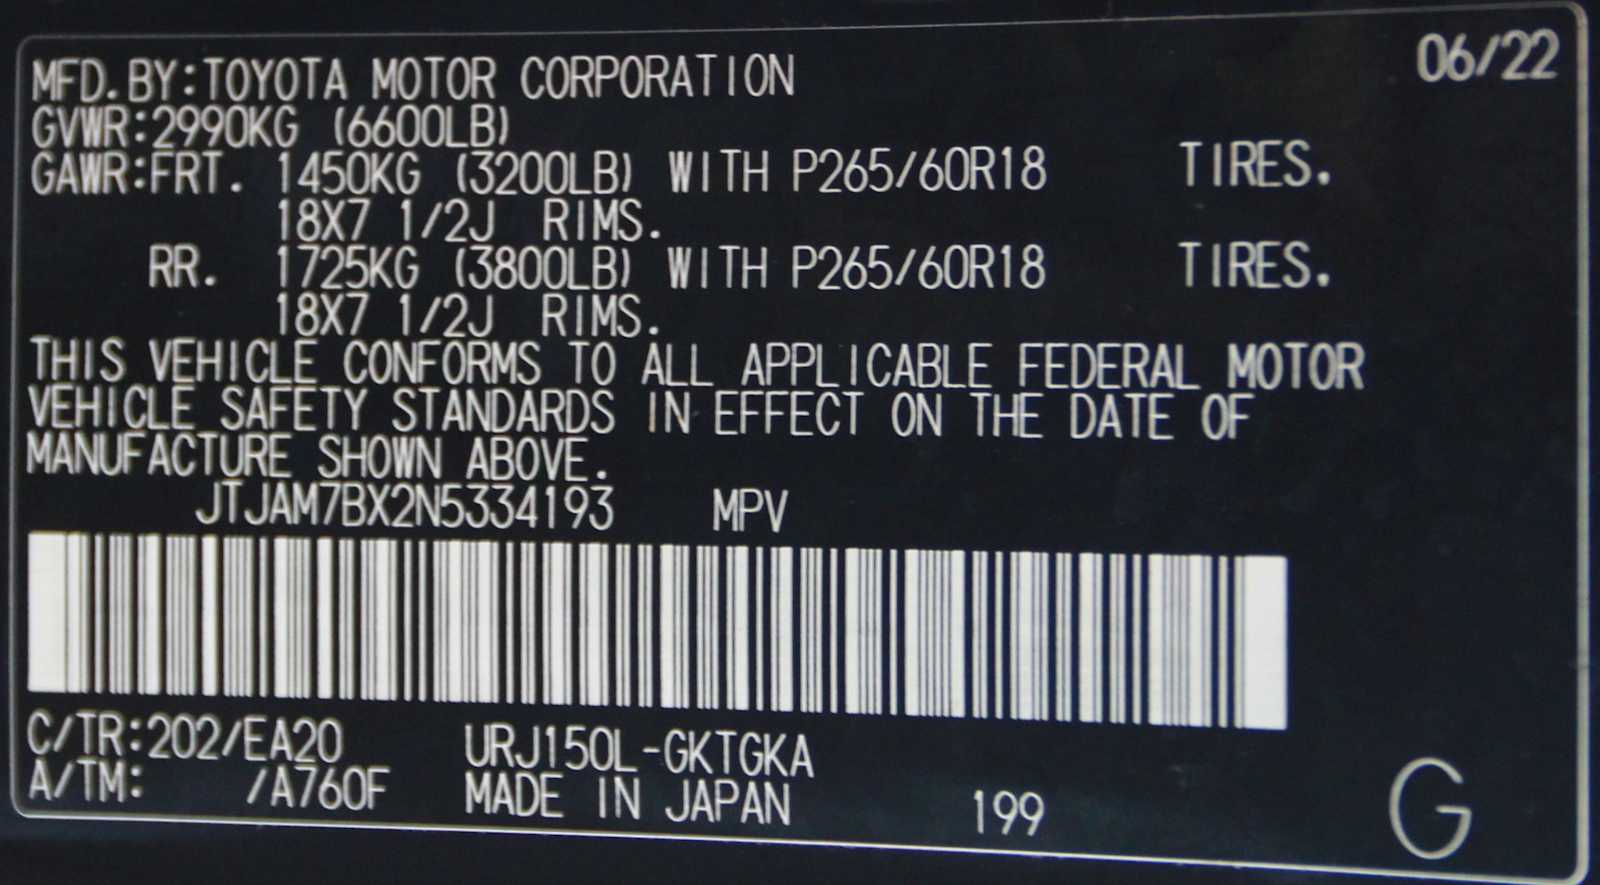 06/22
MFD.BY:TOYOTA MOTOR CORPORATION
GVWR:2990KG (6600LB)
GAWR:FRT. 1450KG (3200LB) WITH P265/60R18 TIRES.
18X7 1/2J RIMS.
RR. 1725KG (3800LB) WITH P265/60R18 TIRES.
18X7 1/2J RIMS.
THIS VEHICLE CONFORMS TO ALL APPLICABLE FEDERAL MOTOR
VEHICLE SAFETY STANDARDS IN EFFECT ON THE DATE OF
MANUFACTURE SHOWN ABOVE.
JTJAM7BX2N5334193 MPV
C/TR:202/EA20 URJ150L-GKTGKA
A/TM: /A760F MADE IN JAPAN 199 G